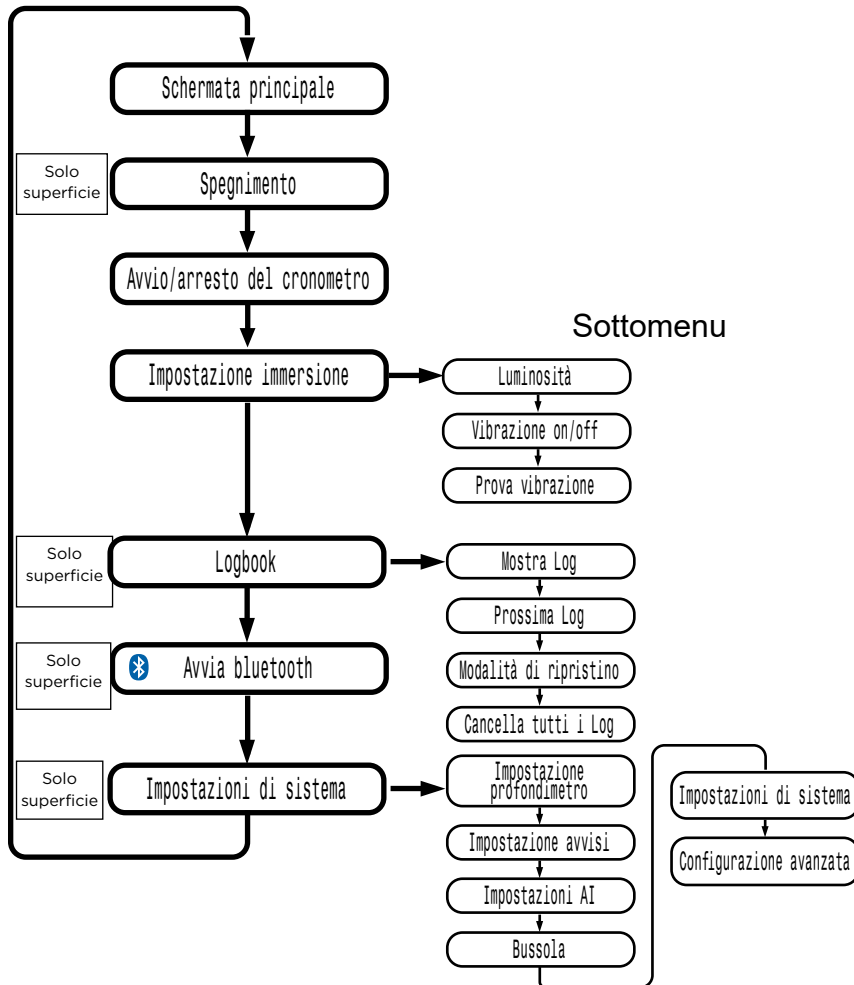 Schermata principale
Solo
superficie
Spegnimento
Avvio/arresto del cronometro
Sottomenu
Impostazione immersione
Luminosità
Vibrazione on/off
Prova vibrazione
Solo
superficie
Logbook
Mostra Log
Prossima Log
Modalità di ripristino
Cancella tutti i Log
Solo
superficie
Avvia bluetooth
Solo
superficie
Impostazioni di sistema
Impostazione
profondimetro
Impostazione avvisi
Impostazioni AI
Bussola
Impostazioni di sistema
Configurazione avanzata